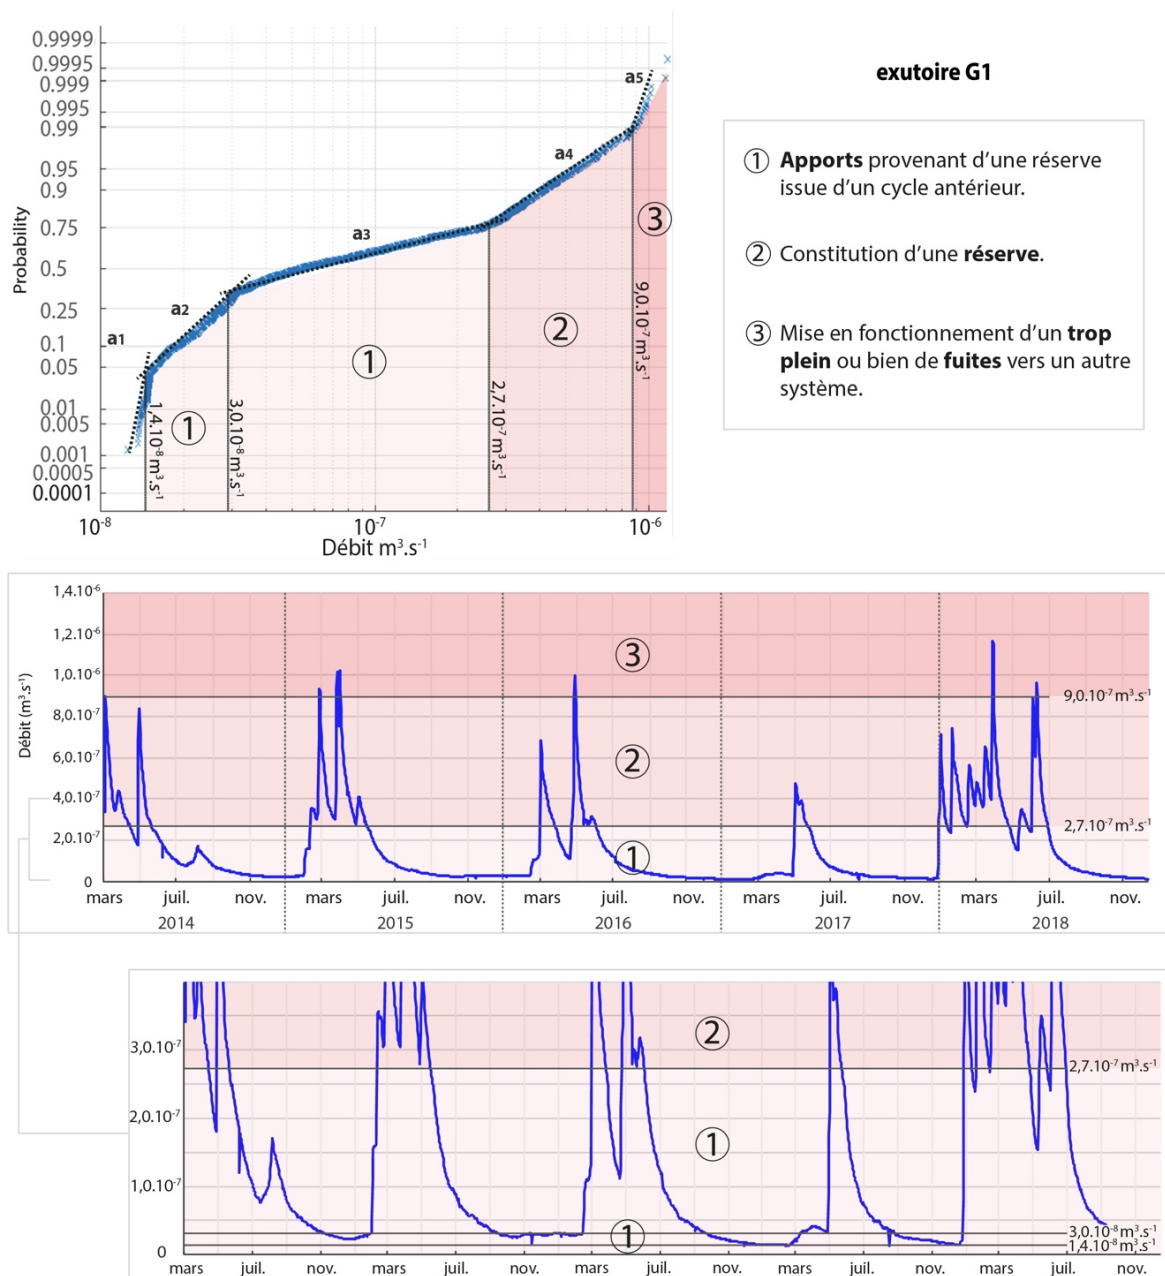 exutoire G1
0.9999
0.9995
0.999
0.995
0.99
0.95
0.9
0.75
0.5
0.25
0.1
0.05
0.01
0.005
0.001
0.0005
0.0001
Probability
a1
a2
a3
a4
a5
1
1
2
3
1,4.10-8 m3.s-1
3,0.10-8 m3.s-1
2,7.10-7 m3.s-1
9,0.10-7 m3.s-1
10-8
10-7
10-6
Débit m3.s-1
① Apports provenant d'une réserve
issue d'un cycle antérieur.
② Constitution d'une réserve.
③ Mise en fonctionnement d'un trop
plein ou bien de fuites vers un autre
système.
Débit (m3.s-1)
1,4.10-6
1,2.10-6
1,0.10-6
8,0.10-7
6,0.10-7
4,0.10-7
2,0.10-7
0
3
2
1
9,0.10-7 m3.s-1
2,7.10-7 m3.s-1
mars juil. nov. mars juil. nov. mars juil. nov. mars juil. nov. mars juil. nov.
2014 2015 2016 2017 2018
3,0.10-7
2,0.10-7
1,0.10-7
0
2
1
1
2,7.10-7 m3.s-1
3,0.10-8 m3.s-1
1,4.10-8 m3.s-1
mars juil. nov. mars juil. nov. mars juil. nov. mars juil. nov. mars juil. nov.